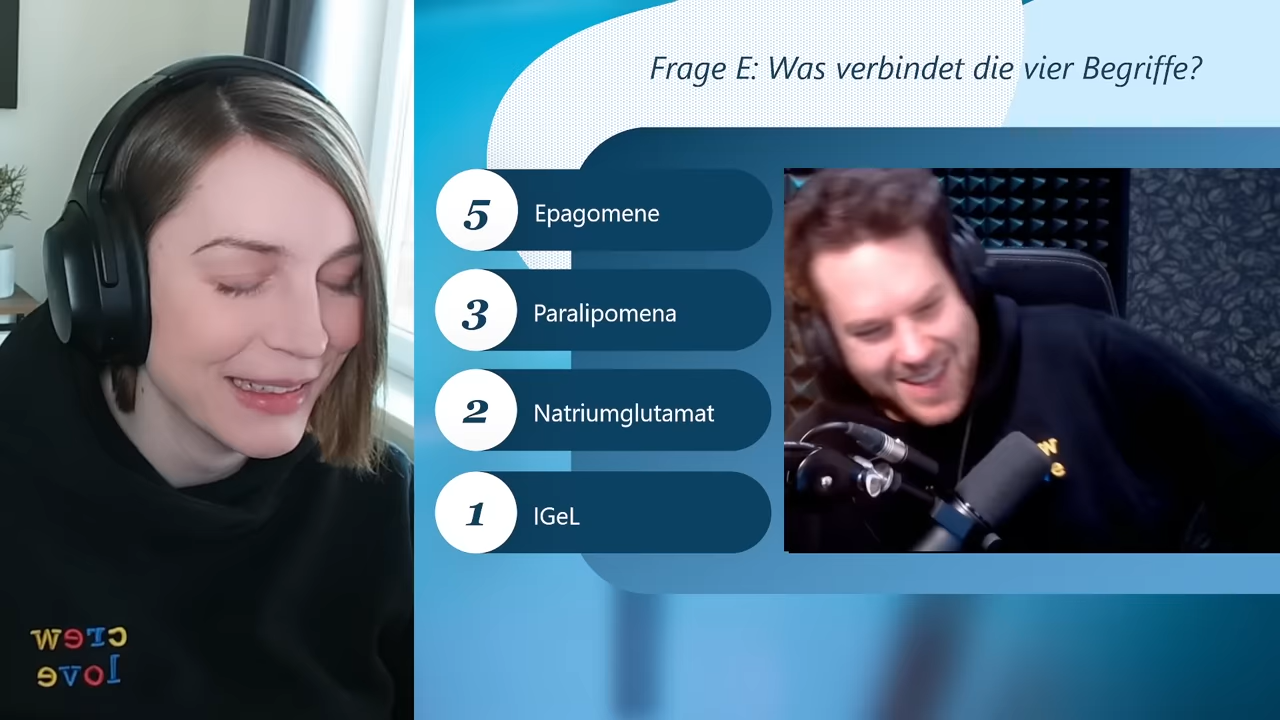 Frage E: Was verbindet die vier Begriffe?
5 Epagomene
3 Paralipomena
2 Natriumglutamat
1 IGeL
crew
love